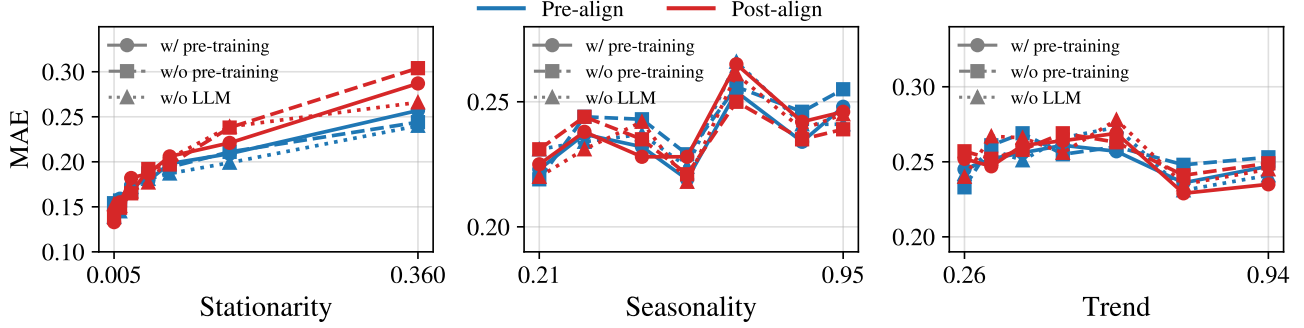 Pre-align Post-align
MAE
0.30
0.25
0.20
0.15
0.10
w/ pre-training
w/o pre-training
w/o LLM
0.005 0.360
Stationarity
0.25
0.20
w/ pre-training
w/o pre-training
w/o LLM
0.21 0.95
Seasonality
0.30
0.25
0.20
w/ pre-training
w/o pre-training
w/o LLM
0.26 0.94
Trend